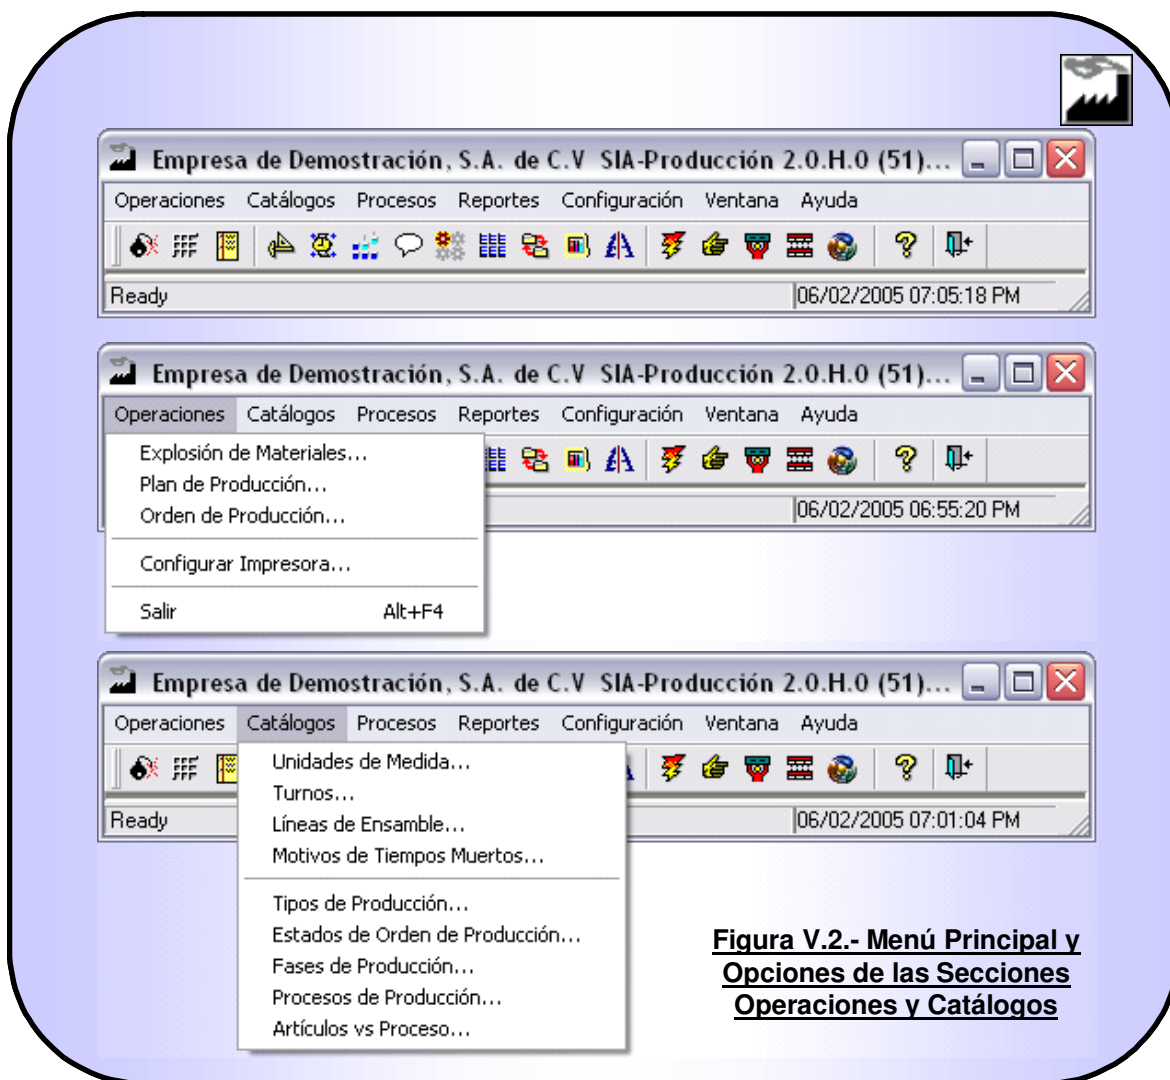 Empresa de Demostración, S.A. de C.V  SIA-Producción 2.0.H.0 (51)...
Operaciones Catálogos Procesos Reportes Configuración Ventana Ayuda
Ready 06/02/2005 07:05:18 PM
Empresa de Demostración, S.A. de C.V  SIA-Producción 2.0.H.0 (51)...
Operaciones Catálogos Procesos Reportes Configuración Ventana Ayuda
Explosión de Materiales...
Plan de Producción...
Orden de Producción...
06/02/2005 06:55:20 PM
Configurar Impresora...
Salir Alt+F4
Empresa de Demostración, S.A. de C.V  SIA-Producción 2.0.H.0 (51)...
Operaciones Catálogos Procesos Reportes Configuración Ventana Ayuda
Unidades de Medida...
Turnos...
Líneas de Ensamble...
Ready 06/02/2005 07:01:04 PM
Motivos de Tiempos Muertos...
Tipos de Producción...
Estados de Orden de Producción...
Fases de Producción...
Procesos de Producción...
Artículos vs Proceso...
Figura V.2.- Menú Principal y
Opciones de las Secciones
Operaciones y Catálogos